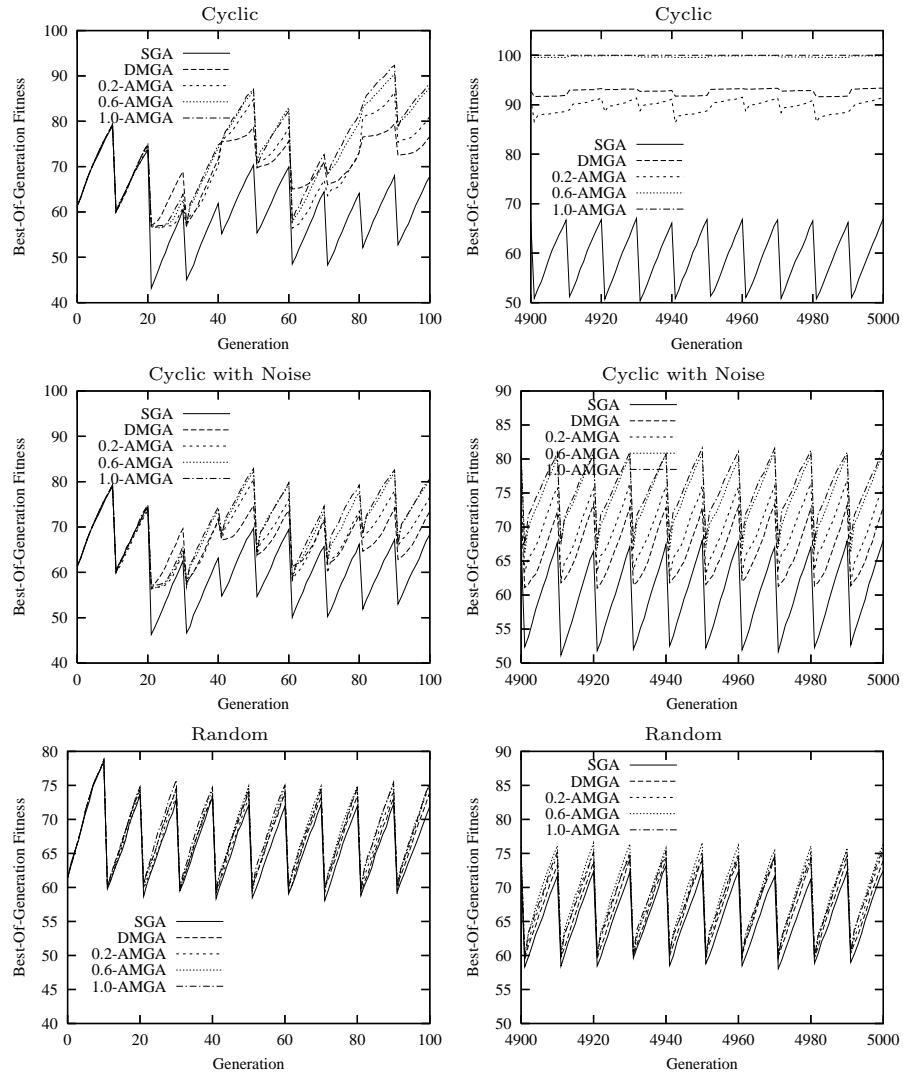 Cyclic
Best-Of-Generation Fitness
100
90
80
70
60
50
40
SGA
DMGA
0.2-AMGA
0.6-AMGA
1.0-AMGA
0 20 40 60 80 100
Generation
Cyclic
Best-Of-Generation Fitness
100
90
80
70
60
50
SGA
DMGA
0.2-AMGA
0.6-AMGA
1.0-AMGA
4900 4920 4940 4960 4980 5000
Generation
Cyclic with Noise
Best-Of-Generation Fitness
100
90
80
70
60
50
40
SGA
DMGA
0.2-AMGA
0.6-AMGA
1.0-AMGA
0 20 40 60 80 100
Generation
Cyclic with Noise
Best-Of-Generation Fitness
90
85
80
75
70
65
60
55
50
SGA
DMGA
0.2-AMGA
0.6-AMGA
1.0-AMGA
4900 4920 4940 4960 4980 5000
Generation
Random
Best-Of-Generation Fitness
80
75
70
65
60
55
50
45
40
SGA
DMGA
0.2-AMGA
0.6-AMGA
1.0-AMGA
0 20 40 60 80 100
Generation
Random
Best-Of-Generation Fitness
90
85
80
75
70
65
60
55
50
SGA
DMGA
0.2-AMGA
0.6-AMGA
1.0-AMGA
4900 4920 4940 4960 4980 5000
Generation